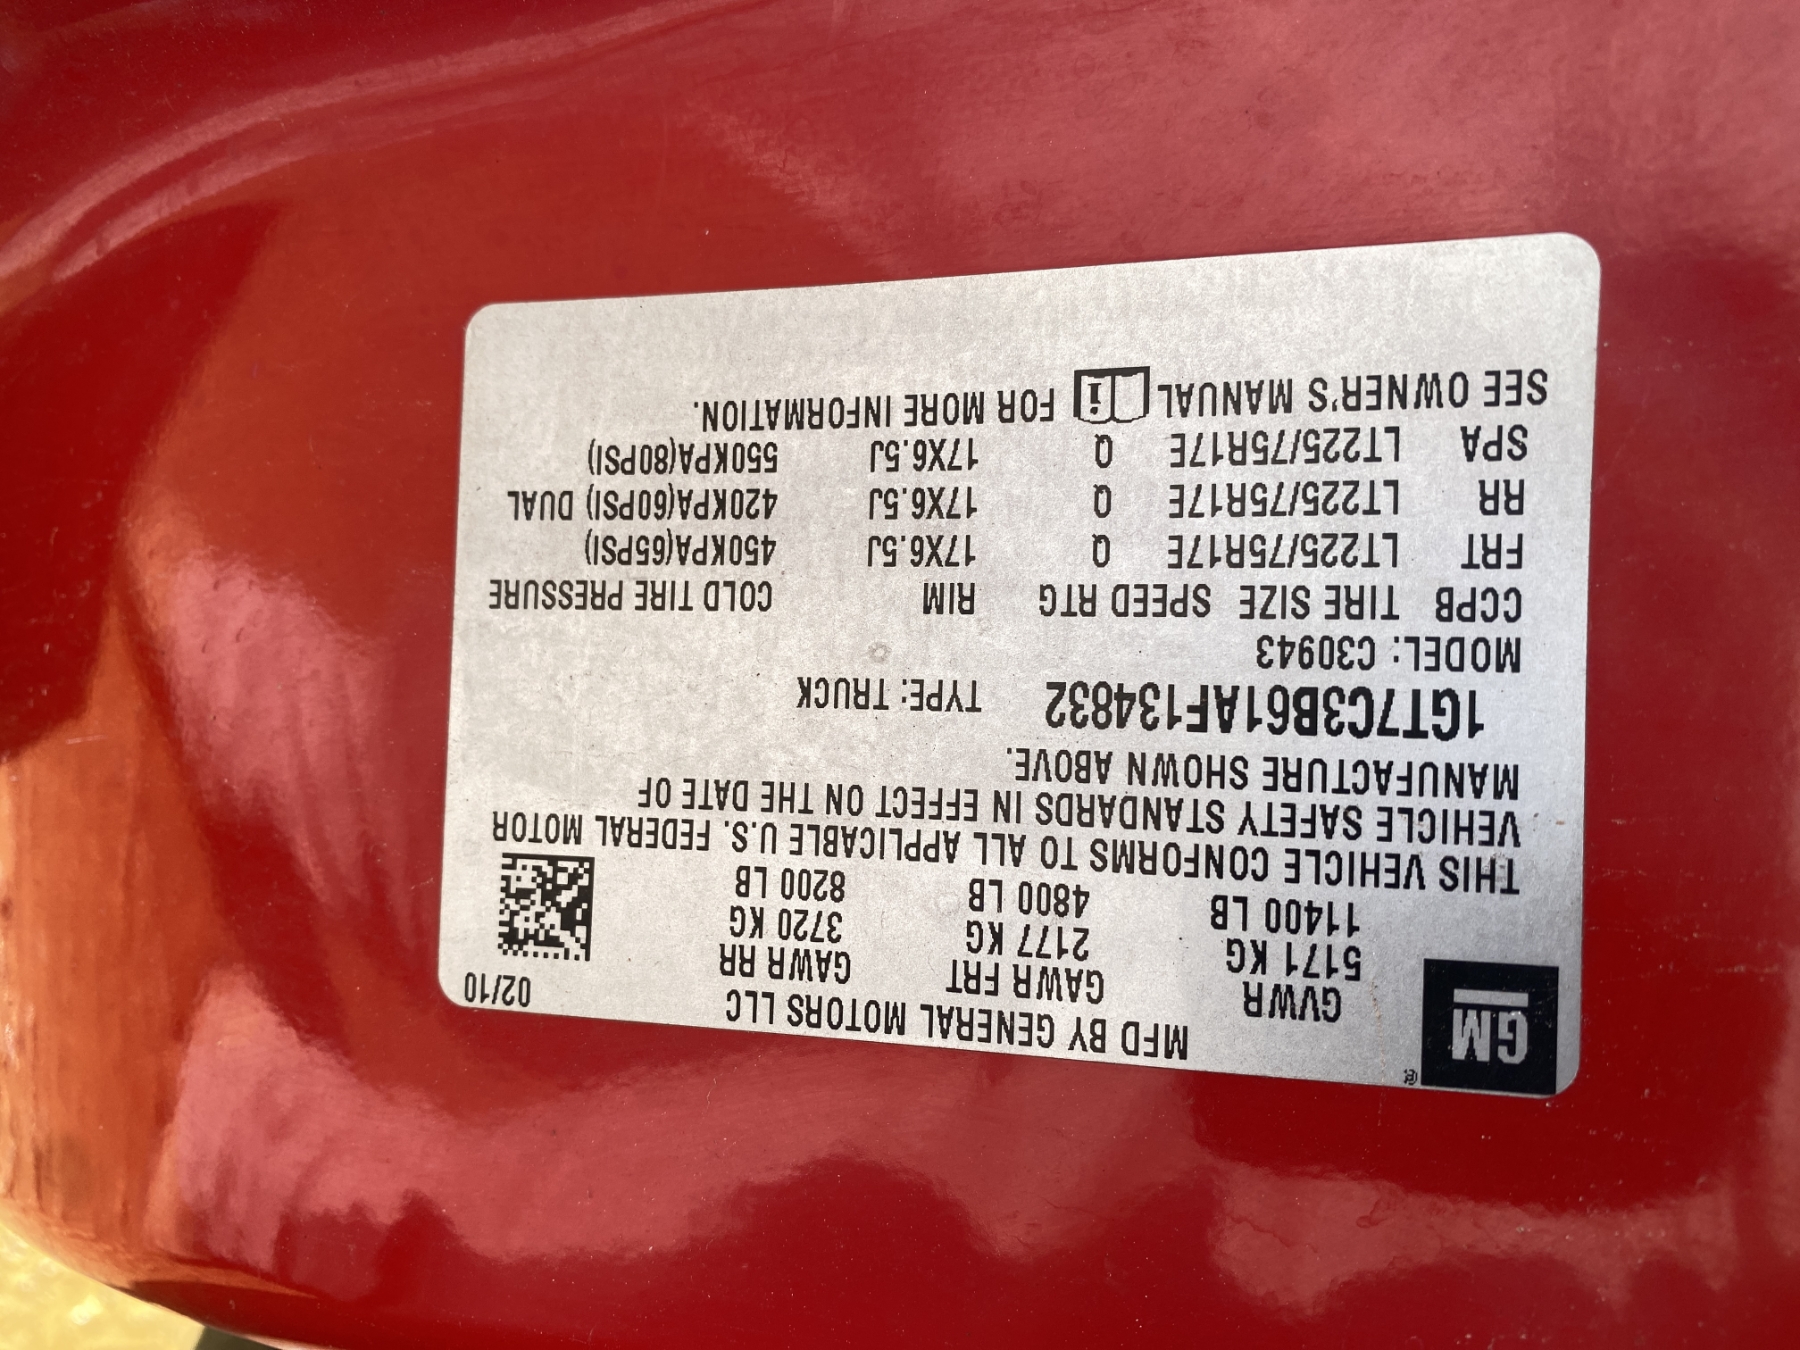 GM ®
MFD BY GENERAL MOTORS LLC 02/10
GVWR GAWR FRT GAWR RR
5171 KG 2177 KG 3720 KG
11400 LB 4800 LB 8200 LB
THIS VEHICLE CONFORMS TO ALL APPLICABLE U.S. FEDERAL MOTOR
VEHICLE SAFETY STANDARDS IN EFFECT ON THE DATE OF
MANUFACTURE SHOWN ABOVE.
1GT7C3B61AF134832 TYPE: TRUCK
MODEL: C30943
CCPB TIRE SIZE SPEED RTG RIM COLD TIRE PRESSURE
FRT LT225/75R17E Q 17X6.5J 450KPA(65PSI)
RR LT225/75R17E Q 17X6.5J 420KPA(60PSI) DUAL
SPA LT225/75R17E Q 17X6.5J 550KPA(80PSI)
SEE OWNER'S MANUAL i FOR MORE INFORMATION.